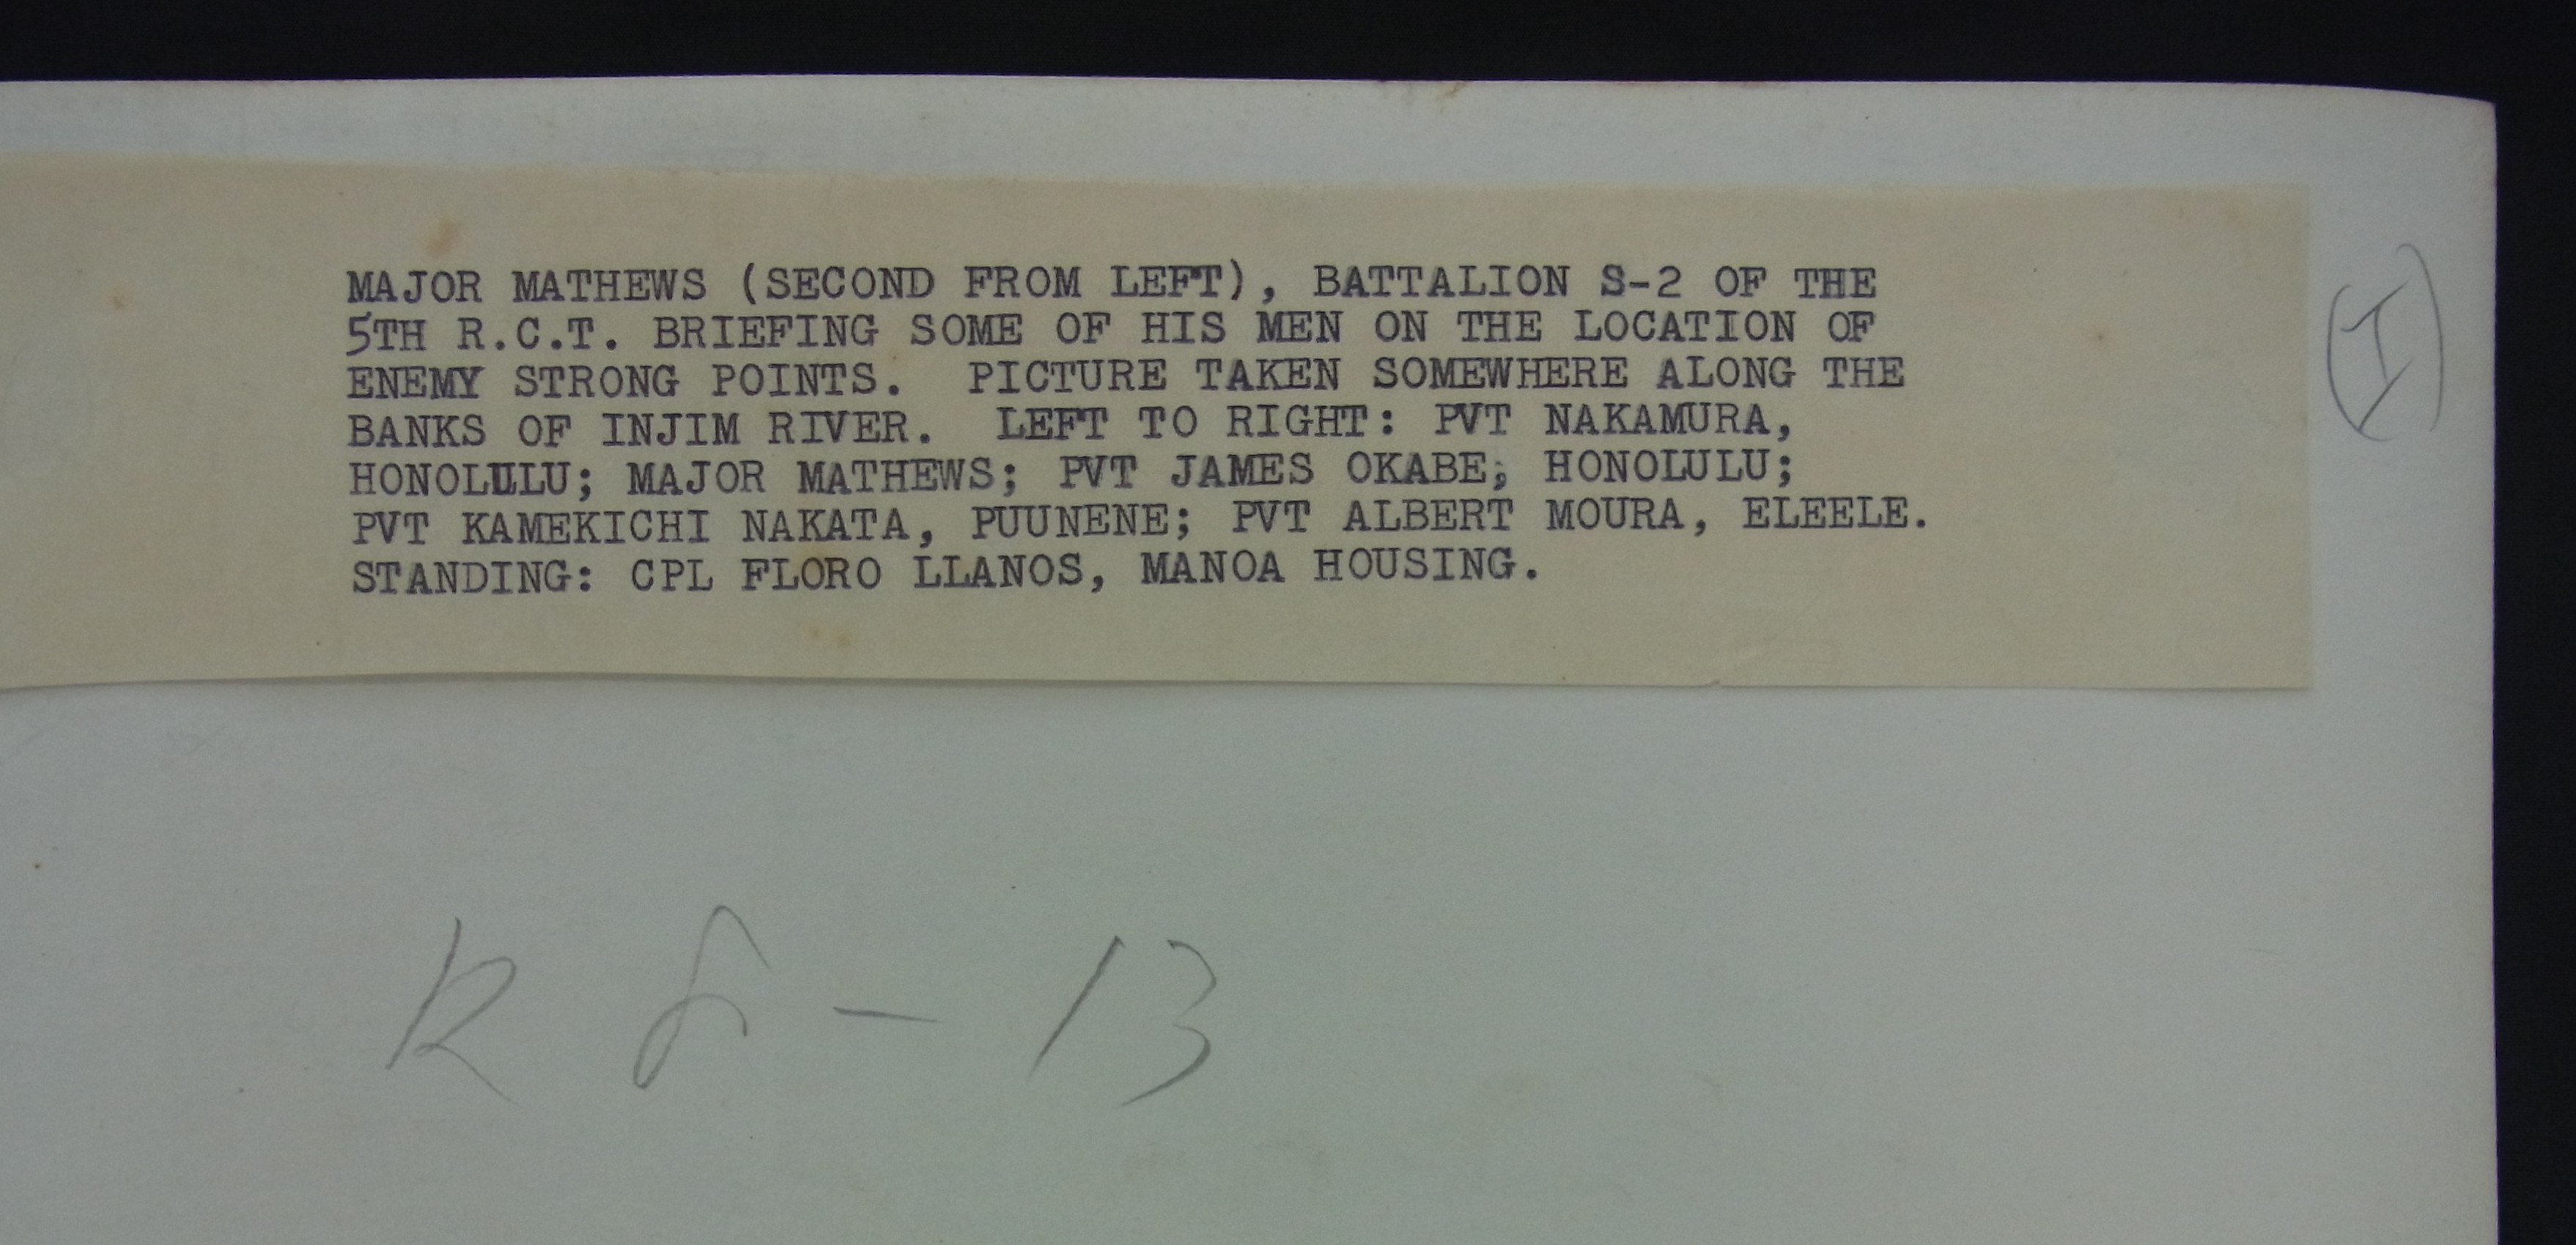 MAJOR MATHEWS (SECOND FROM LEFT), BATTALION S-2 OF THE
5TH R.C.T. BRIEFING SOME OF HIS MEN ON THE LOCATION OF
ENEMY STRONG POINTS.  PICTURE TAKEN SOMEWHERE ALONG THE
BANKS OF INJIM RIVER.  LEFT TO RIGHT: PVT NAKAMURA,
HONOLULU; MAJOR MATHEWS; PVT JAMES OKABE; HONOLULU;
PVT KAMEKICHI NAKATA, PUUNENE; PVT ALBERT MOURA, ELEELE.
STANDING: CPL FLORO LLANOS, MANOA HOUSING.
(I)
R 8 - 13